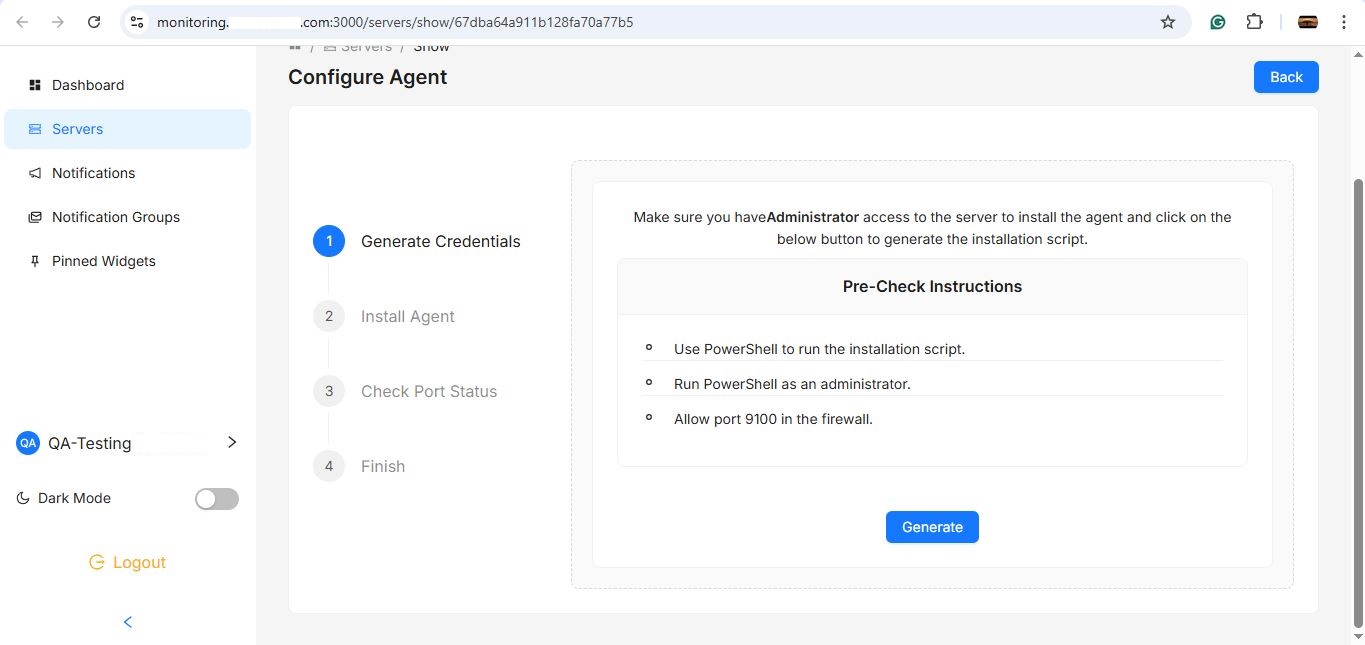 monitoring. .com:3000/servers/show/67dba64a911b128fa70a77b5
/ Servers / Show
Configure Agent
Back
Dashboard
Servers
Notifications
Notification Groups
Pinned Widgets
QA QA-Testing
Dark Mode
Logout
1 Generate Credentials
2 Install Agent
3 Check Port Status
4 Finish
Make sure you haveAdministrator access to the server to install the agent and click on the
below button to generate the installation script.
Pre-Check Instructions
Use PowerShell to run the installation script.
Run PowerShell as an administrator.
Allow port 9100 in the firewall.
Generate